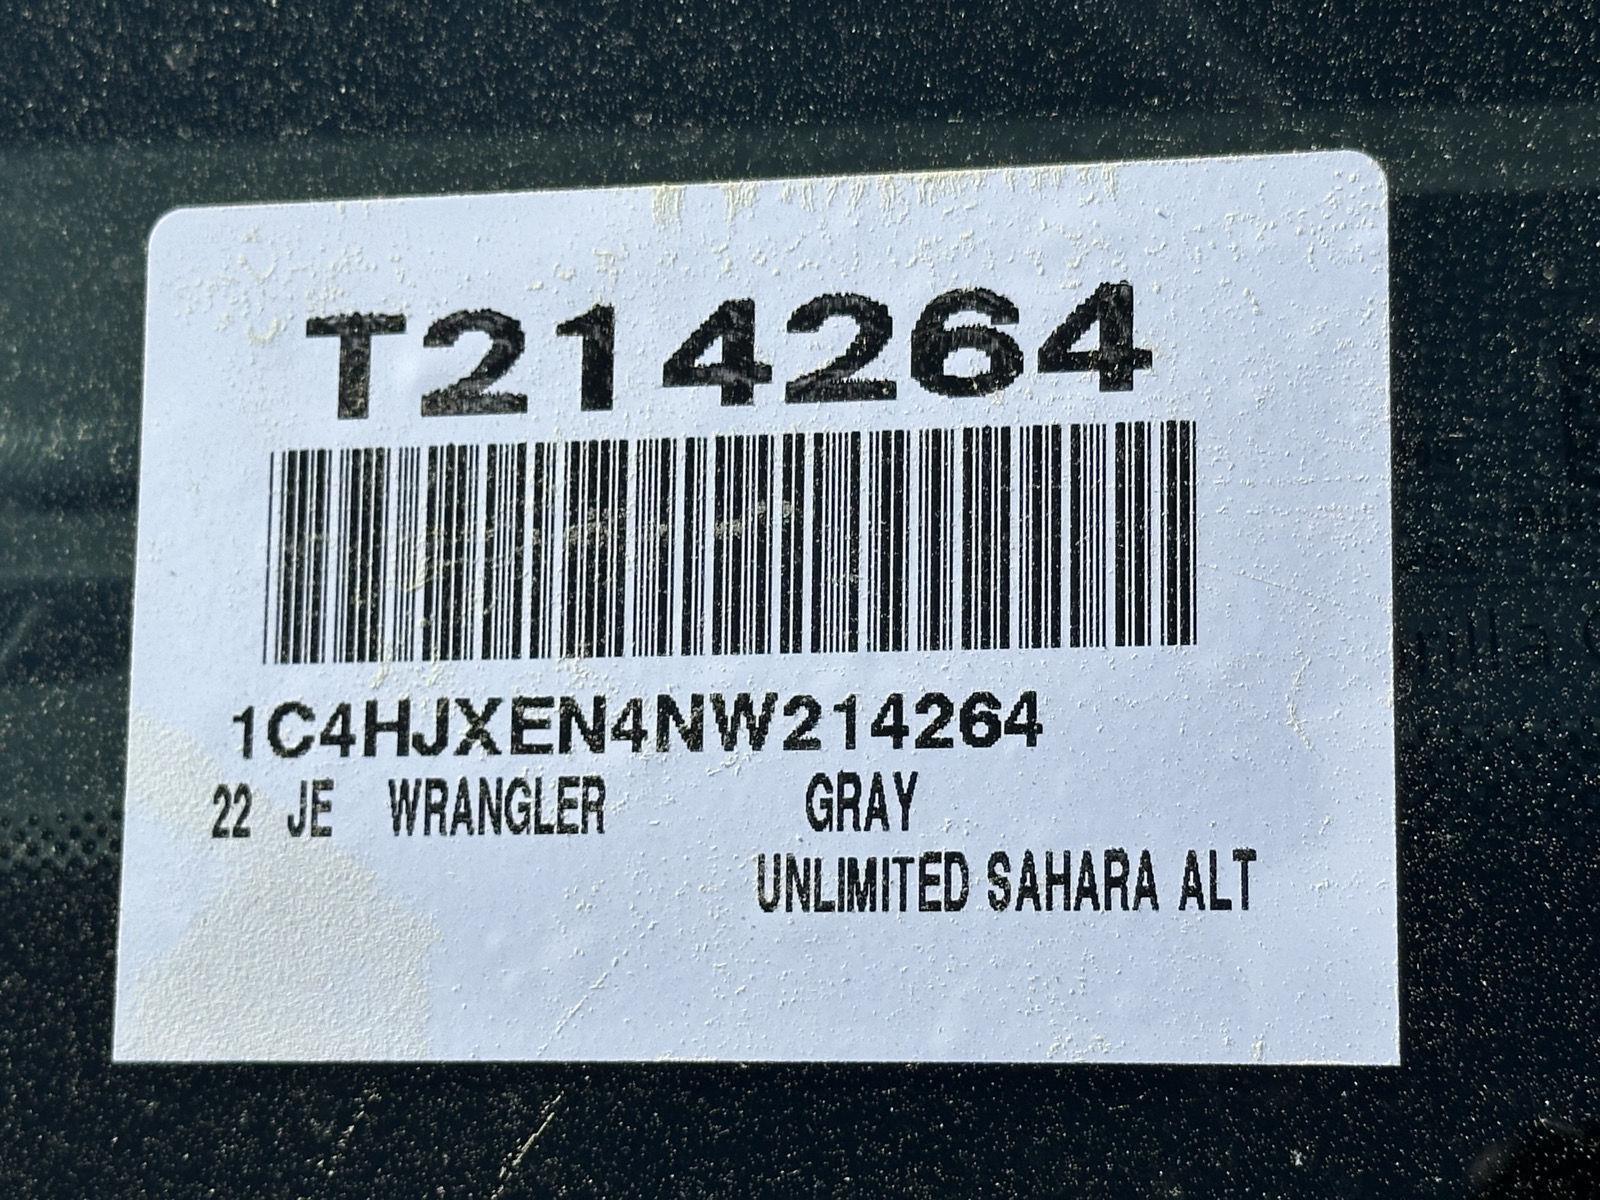 T214264
1C4HJXEN4NW214264
22 JE WRANGLER GRAY
UNLIMITED SAHARA ALT